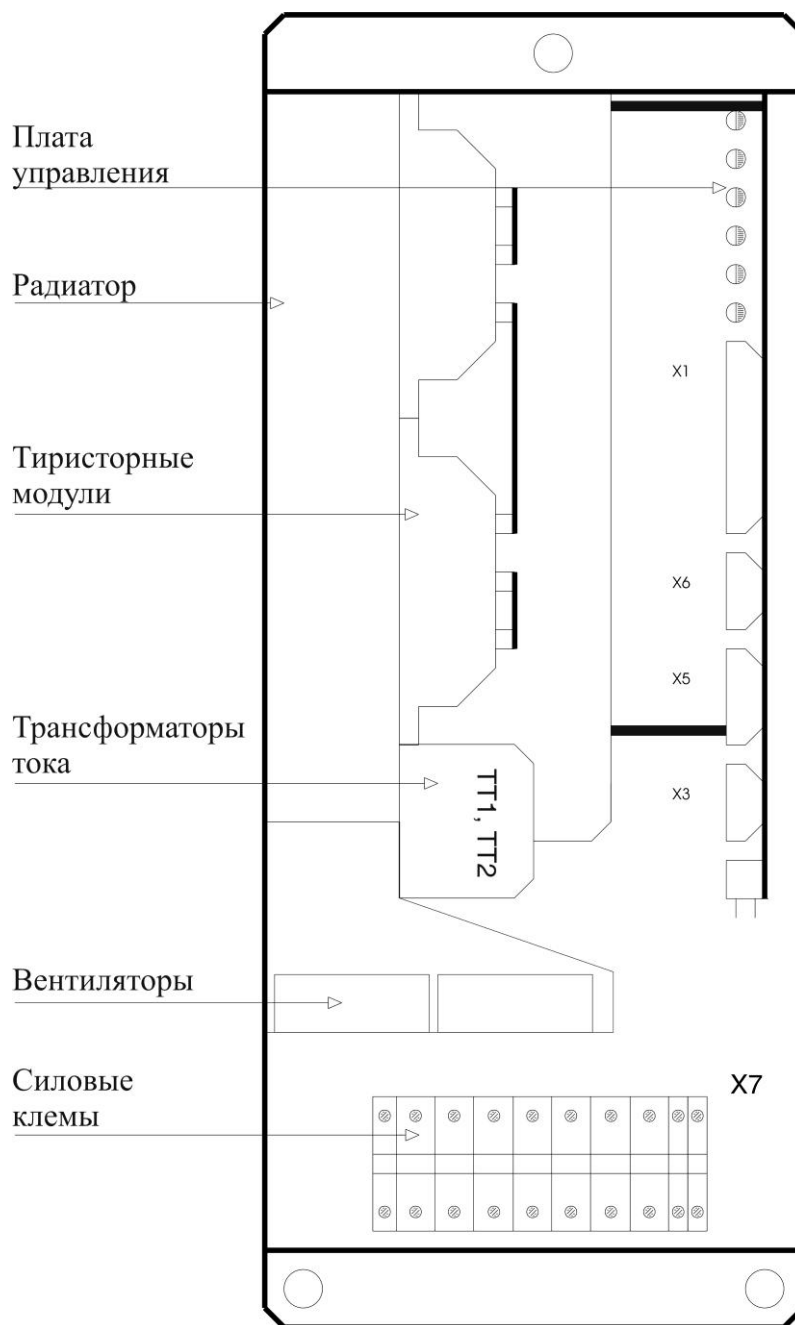 Плата
управления
Радиатор
X1
Тиристорные
модули
X6
X5
Трансформаторы
тока
TT1, TT2
X3
Вентиляторы
Силовые
клемы
X7